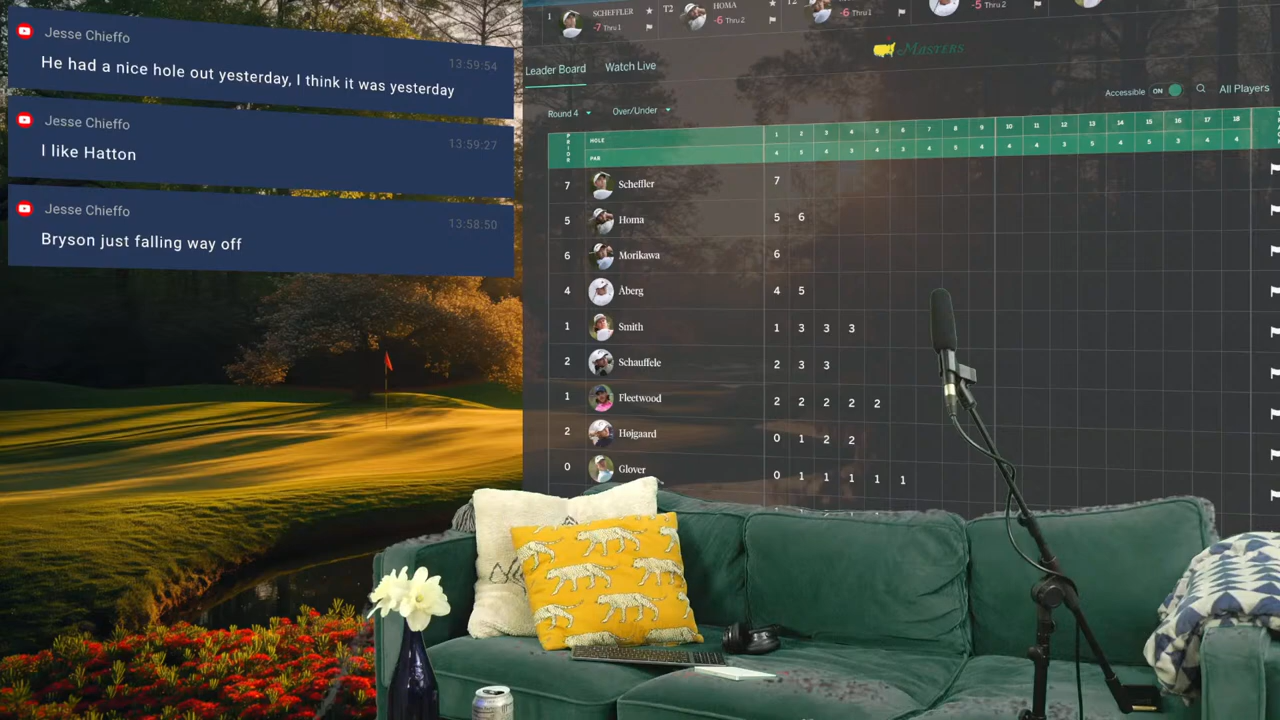 Jesse Chieffo
13:59:54
He had a nice hole out yesterday, I think it was yesterday
Jesse Chieffo
13:59:27
I like Hatton
Jesse Chieffo
13:58:50
Bryson just falling way off
1 SCHEFFLER -7 Thru 1
T2 HOMA -6 Thru 2
-6 Thru 1
-5 Thru 2
Masters
Leader Board Watch Live
Accessible ON All Players
Round 4 Over/Under
PRIOR
HOLE 1 2 3 4 5 6 7 8 9 10 11 12 13 14 15 16 17 18
PAR 4 5 4 3 4 3 4 5 4 4 4 3 5 4 5 3 4 4
7 Scheffler 7
5 Homa 5 6
6 Morikawa 6
4 Åberg 4 5
1 Smith 1 3 3 3
2 Schauffele 2 3 3
1 Fleetwood 2 2 2 2 2
2 Højgaard 0 1 2 2
0 Glover 0 1 1 1 1 1